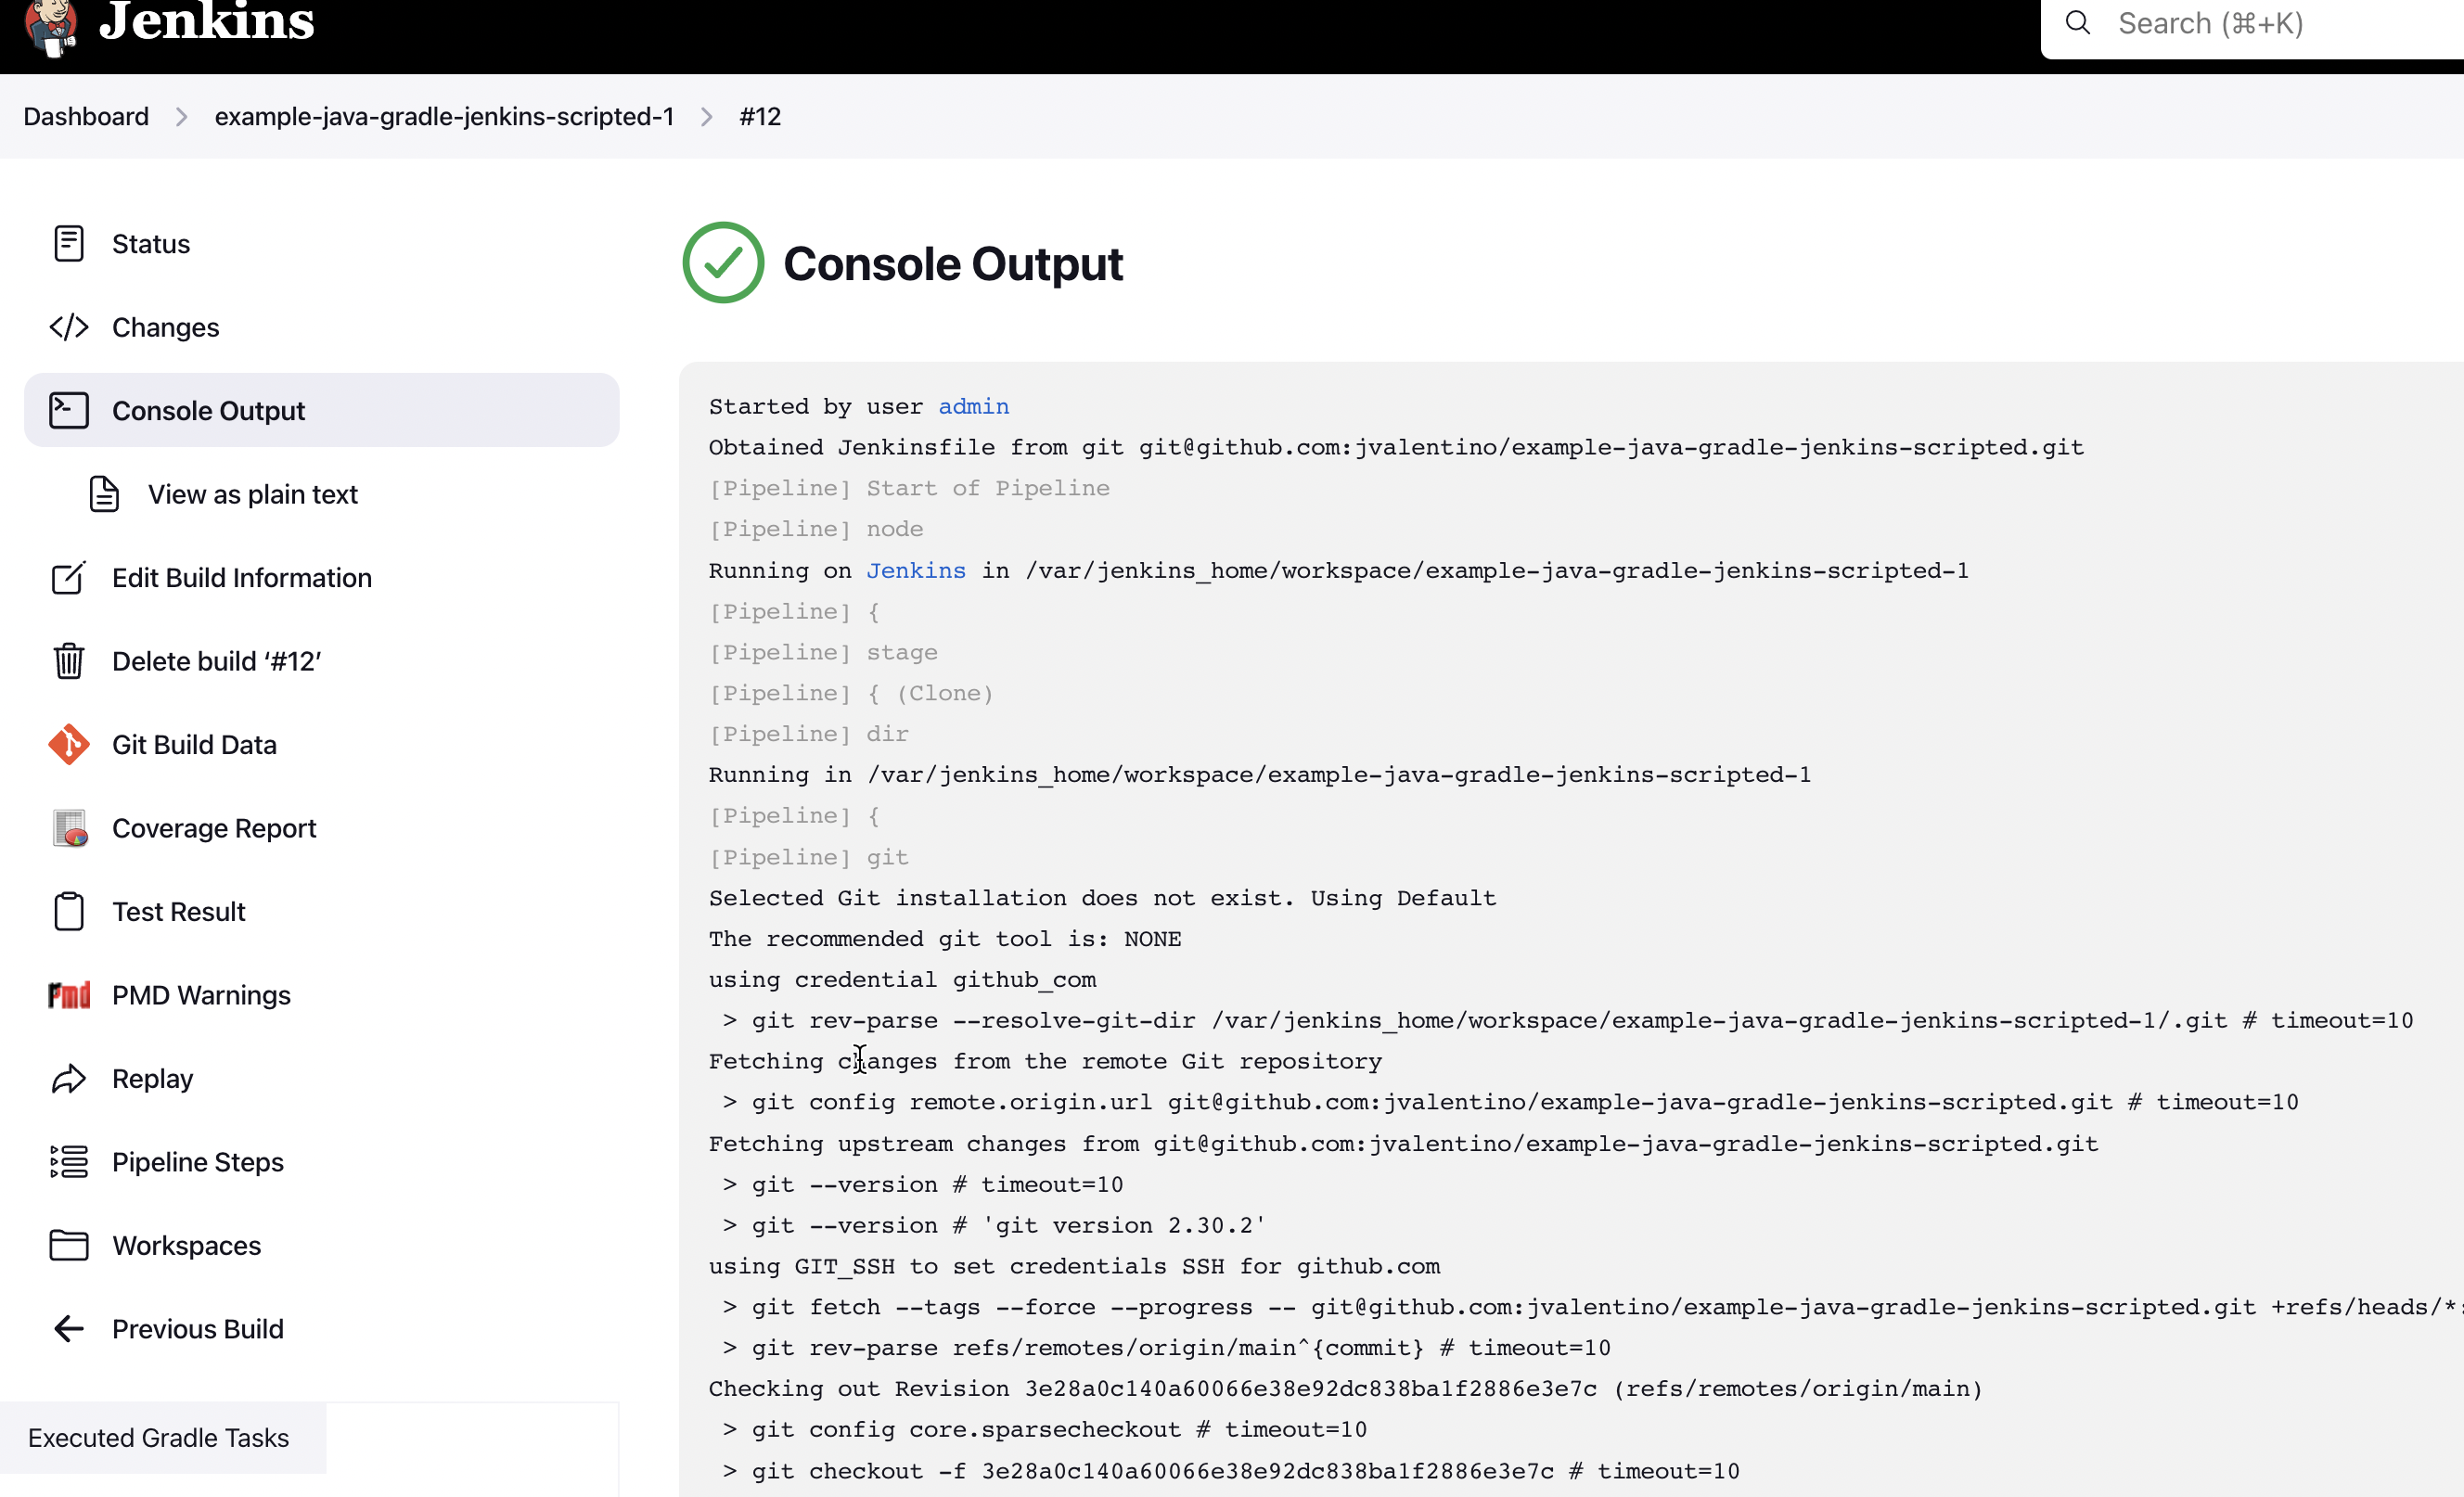 Jenkins
Search (⌘+K)
Dashboard > example-java-gradle-jenkins-scripted-1 > #12
Status
Changes
Console Output
View as plain text
Edit Build Information
Delete build ‘#12’
Git Build Data
Coverage Report
Test Result
PMD Warnings
Replay
Pipeline Steps
Workspaces
Previous Build
Executed Gradle Tasks
Console Output
Started by user admin
Obtained Jenkinsfile from git git@github.com:jvalentino/example-java-gradle-jenkins-scripted.git
[Pipeline] Start of Pipeline
[Pipeline] node
Running on Jenkins in /var/jenkins_home/workspace/example-java-gradle-jenkins-scripted-1
[Pipeline] {
[Pipeline] stage
[Pipeline] { (Clone)
[Pipeline] dir
Running in /var/jenkins_home/workspace/example-java-gradle-jenkins-scripted-1
[Pipeline] {
[Pipeline] git
Selected Git installation does not exist. Using Default
The recommended git tool is: NONE
using credential github_com
> git rev-parse --resolve-git-dir /var/jenkins_home/workspace/example-java-gradle-jenkins-scripted-1/.git # timeout=10
Fetching changes from the remote Git repository
> git config remote.origin.url git@github.com:jvalentino/example-java-gradle-jenkins-scripted.git # timeout=10
Fetching upstream changes from git@github.com:jvalentino/example-java-gradle-jenkins-scripted.git
> git --version # timeout=10
> git --version # 'git version 2.30.2'
using GIT_SSH to set credentials SSH for github.com
> git fetch --tags --force --progress -- git@github.com:jvalentino/example-java-gradle-jenkins-scripted.git +refs/heads/*:
> git rev-parse refs/remotes/origin/main^{commit} # timeout=10
Checking out Revision 3e28a0c140a60066e38e92dc838ba1f2886e3e7c (refs/remotes/origin/main)
> git config core.sparsecheckout # timeout=10
> git checkout -f 3e28a0c140a60066e38e92dc838ba1f2886e3e7c # timeout=10